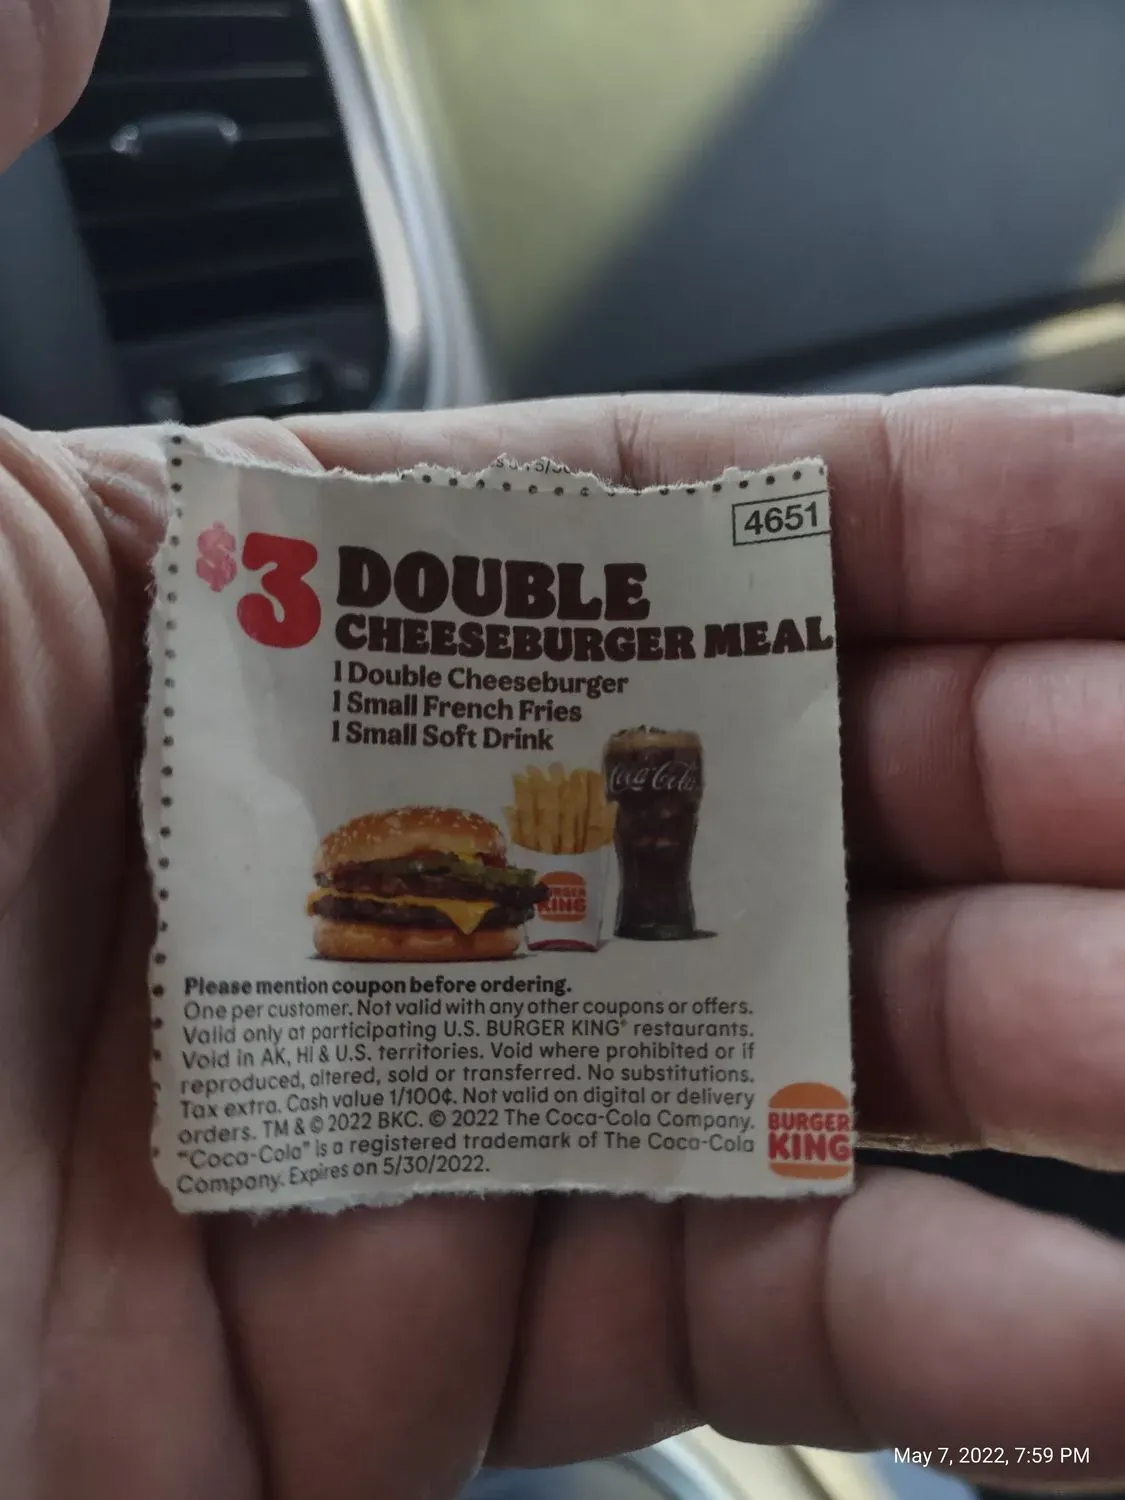 4651
$3 DOUBLE
CHEESEBURGER MEAL
1 Double Cheeseburger
1 Small French Fries
1 Small Soft Drink
Coca-Cola
BURGER
KING
Please mention coupon before ordering.
One per customer. Not valid with any other coupons or offers.
Valid only at participating U.S. BURGER KING® restaurants.
Void in AK, HI & U.S. territories. Void where prohibited or if
reproduced, altered, sold or transferred. No substitutions.
Tax extra. Cash value 1/100¢. Not valid on digital or delivery
orders. TM & © 2022 BKC. © 2022 The Coca-Cola Company.
"Coca-Cola" is a registered trademark of The Coca-Cola
Company. Expires on 5/30/2022.
BURGER
KING
May 7, 2022, 7:59 PM